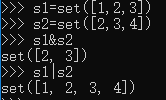 >>> s1=set([1,2,3])
>>> s2=set([2,3,4])
>>> s1&s2
set([2, 3])
>>> s1|s2
set([1, 2, 3, 4])